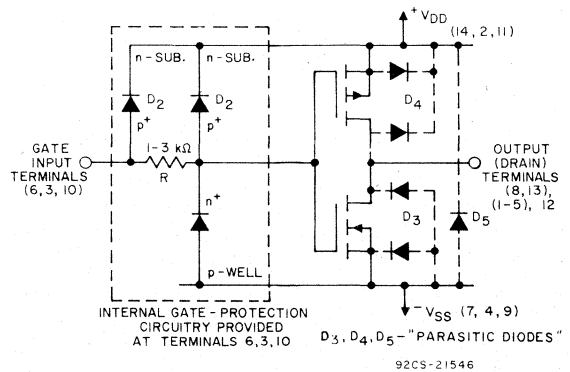 + VDD
(14, 2, 11)
n-SUB.
n-SUB.
D2
D2
p+
p+
D4
GATE
INPUT
TERMINALS
(6,3,10)
1-3 kΩ
R
OUTPUT
(DRAIN)
TERMINALS
(8,13),
(1-5), 12
n+
D3
D5
p-WELL
-VSS (7, 4, 9)
INTERNAL GATE-PROTECTION
CIRCUITRY PROVIDED
AT TERMINALS 6,3,10
D3, D4, D5-"PARASITIC DIODES"
92CS-21546